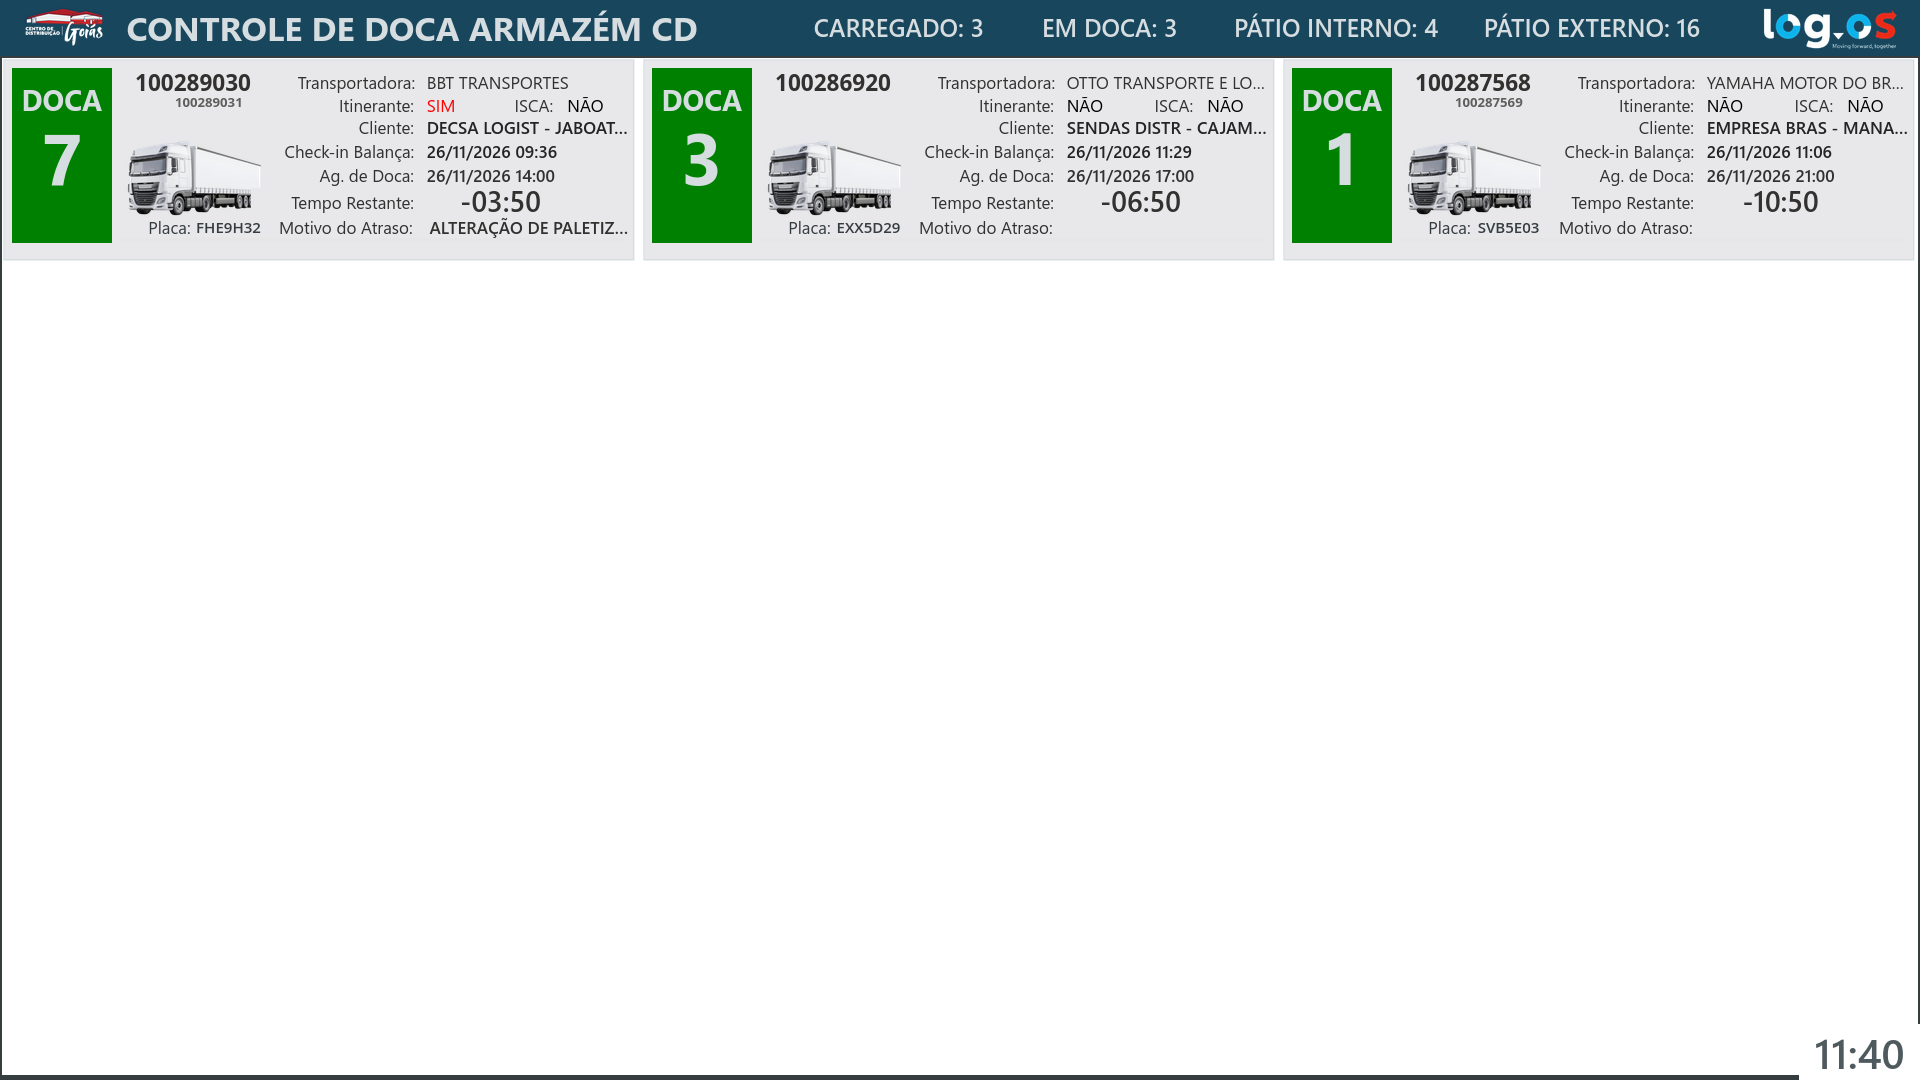 CENTRO DE
DISTRIBUIÇÃO Goiás
CONTROLE DE DOCA ARMAZÉM CD
CARREGADO: 3
EM DOCA: 3
PÁTIO INTERNO: 4
PÁTIO EXTERNO: 16
log.os
Moving forward, together
DOCA
7
100289030
100289031
Placa: FHE9H32
Transportadora: BBT TRANSPORTES
Itinerante: SIM ISCA: NÃO
Cliente: DECSA LOGIST - JABOAT...
Check-in Balança: 26/11/2026 09:36
Ag. de Doca: 26/11/2026 14:00
Tempo Restante: -03:50
Motivo do Atraso: ALTERAÇÃO DE PALETIZ...
DOCA
3
100286920
Placa: EXX5D29
Transportadora: OTTO TRANSPORTE E LO...
Itinerante: NÃO ISCA: NÃO
Cliente: SENDAS DISTR - CAJAM...
Check-in Balança: 26/11/2026 11:29
Ag. de Doca: 26/11/2026 17:00
Tempo Restante: -06:50
Motivo do Atraso:
DOCA
1
100287568
100287569
Placa: SVB5E03
Transportadora: YAMAHA MOTOR DO BR...
Itinerante: NÃO ISCA: NÃO
Cliente: EMPRESA BRAS - MANA...
Check-in Balança: 26/11/2026 11:06
Ag. de Doca: 26/11/2026 21:00
Tempo Restante: -10:50
Motivo do Atraso:
11:40